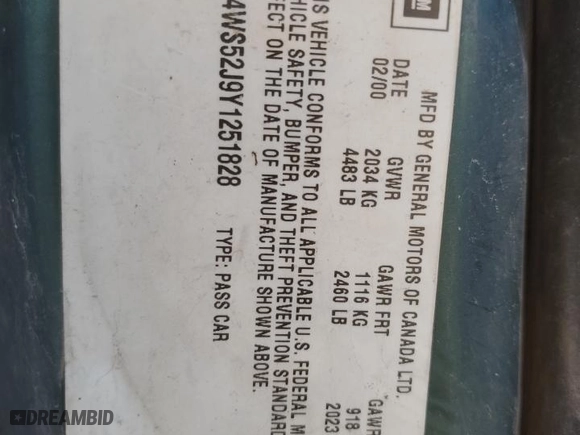 GM
MFD BY GENERAL MOTORS OF CANADA LTD.
DATE GVWR GAWR FRT GAWR
02/00 2034 KG 1116 KG 918
4483 LB 2460 LB 2023
IS VEHICLE CONFORMS TO ALL APPLICABLE U.S. FEDERAL M
HICLE SAFETY, BUMPER, AND THEFT PREVENTION STANDARD
FECT ON THE DATE OF MANUFACTURE SHOWN ABOVE.
4WS52J9Y1251828 TYPE: PASS CAR
DREAMBID